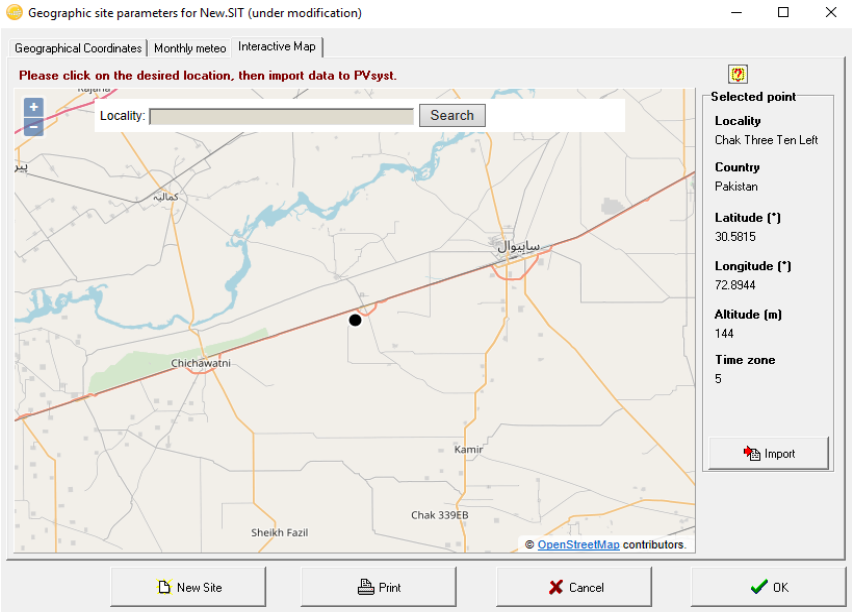 Geographic site parameters for New.SIT (under modification)
Geographical Coordinates Monthly meteo Interactive Map
Please click on the desired location, then import data to PVsyst.
+
Locality: Search
−
کمالیہ
ساہیوال
Chichawatni
Kamir
Chak 339EB
Sheikh Fazil
© OpenStreetMap contributors.
Selected point
Locality
Chak Three Ten Left
Country
Pakistan
Latitude (°)
30.5815
Longitude (°)
72.8944
Altitude (m)
144
Time zone
5
Import
New Site Print Cancel OK